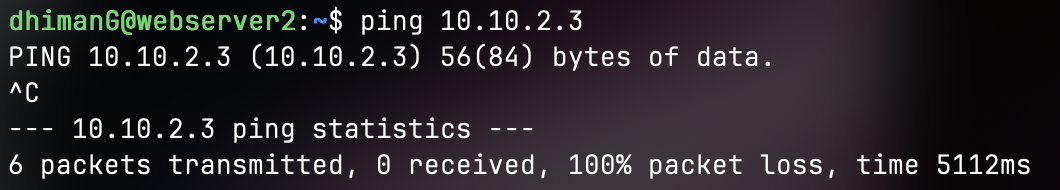 dhimanG@webserver2:~$ ping 10.10.2.3
PING 10.10.2.3 (10.10.2.3) 56(84) bytes of data.
^C
--- 10.10.2.3 ping statistics ---
6 packets transmitted, 0 received, 100% packet loss, time 5112ms